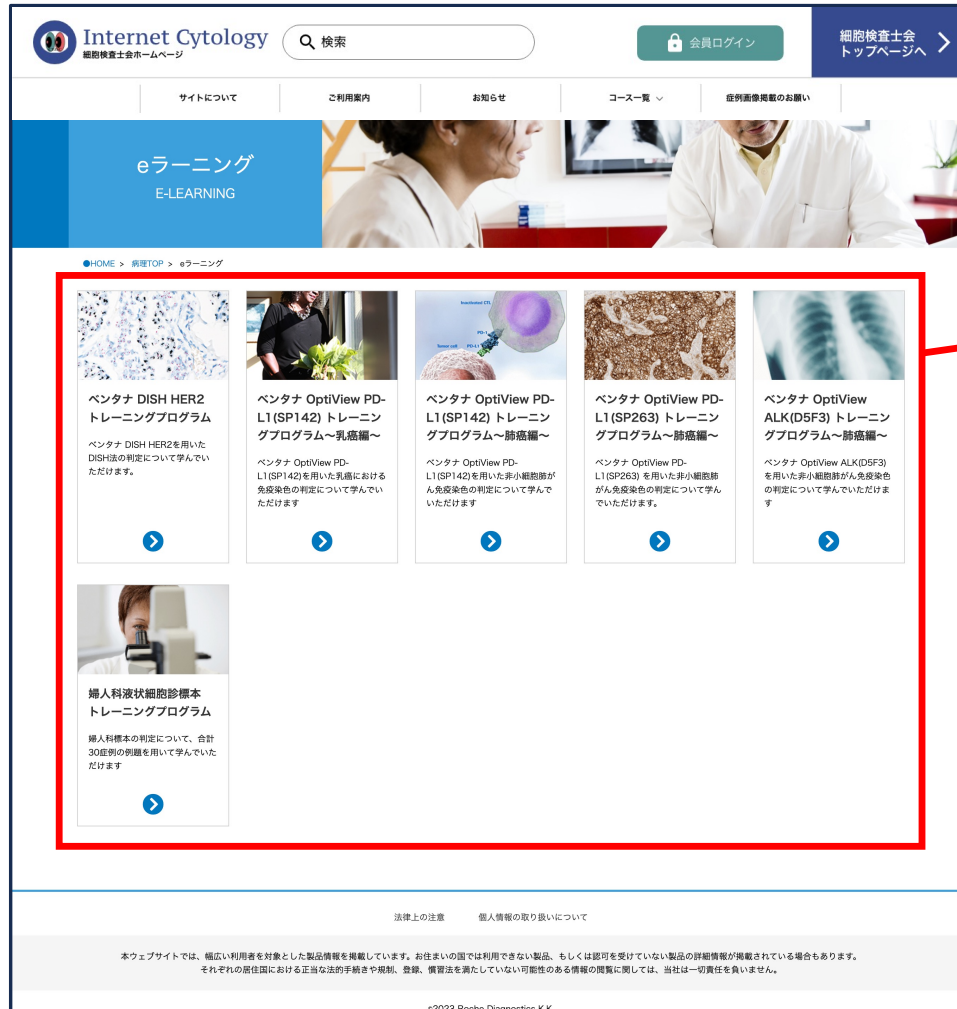 Internet Cytology
細胞検査士会ホームページ
検索
会員ログイン
細胞検査士会
トップページへ
サイトについて
ご利用案内
お知らせ
コース一覧
症例画像掲載のお願い
eラーニング
E-LEARNING
●HOME > 病理TOP > eラーニング
ベンタナ DISH HER2
トレーニングプログラム
ベンタナ DISH HER2を用いた
DISH法の判定について学んでい
ただけます。
ベンタナ OptiView PD-
L1(SP142) トレーニン
グプログラム〜乳癌編〜
ベンタナ OptiView PD-
L1(SP142)を用いた乳癌における
免疫染色の判定について学んでい
ただけます
PD-1
Tumor cell PD-L1
ベンタナ OptiView PD-
L1(SP142) トレーニン
グプログラム〜肺癌編〜
ベンタナ OptiView PD-
L1(SP142)を用いた非小細胞肺が
ん免疫染色の判定について学んで
いただけます
ベンタナ OptiView PD-
L1(SP263) トレーニン
グプログラム〜肺癌編〜
ベンタナ OptiView PD-
L1(SP263) を用いた非小細胞肺
がん免疫染色の判定について学ん
でいただけます。
ベンタナ OptiView
ALK(D5F3) トレーニン
グプログラム〜肺癌編〜
ベンタナ OptiView ALK(D5F3)
を用いた非小細胞肺がん免疫染色
の判定について学んでいただけま
す
婦人科液状細胞診標本
トレーニングプログラム
婦人科標本の判定について、合計
30症例の例題を用いて学んでいた
だけます
法律上の注意 個人情報の取り扱いについて
本ウェブサイトでは、幅広い利用者を対象とした製品情報を掲載しています。お住まいの国では利用できない製品、もしくは認可を受けていない製品の詳細情報が掲載されている場合もあります。
それぞれの居住国における正当な法的手続きや規制、登録、慣習法を満たしていない可能性のある情報の閲覧に関しては、当社は一切責任を負いません。
c2023 Roche Diagnostics K.K.